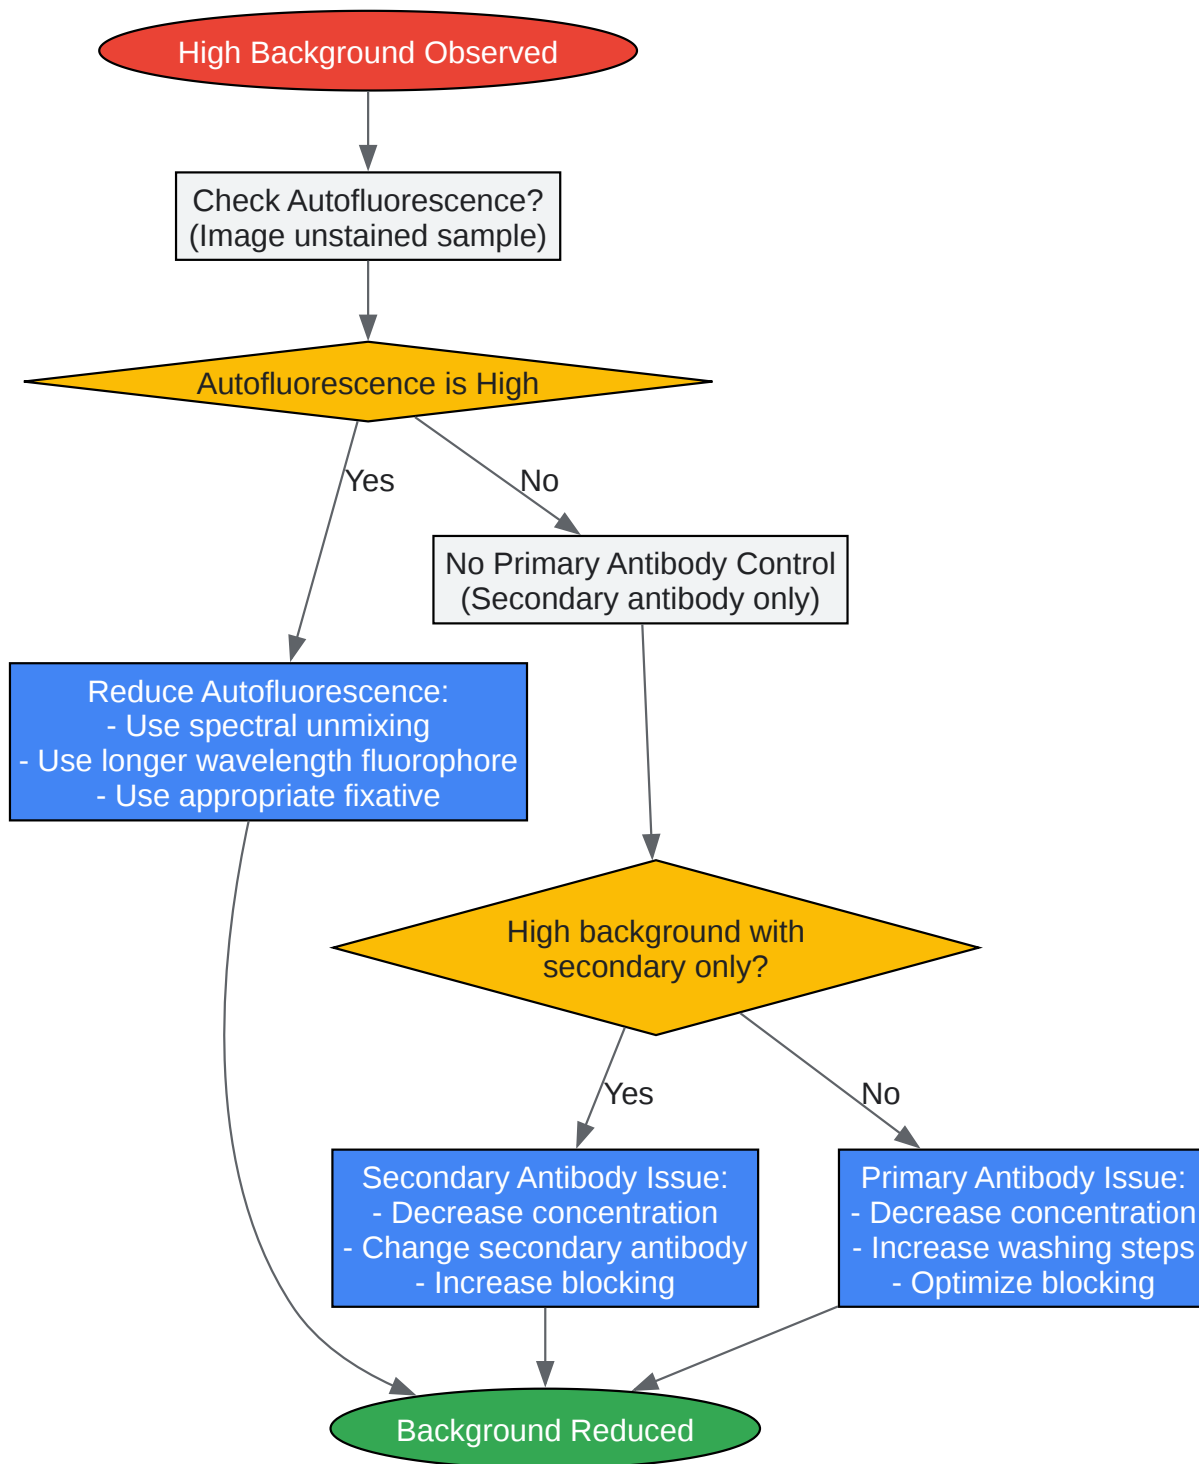 High Background Observed
Check Autofluorescence?
(Image unstained sample)
Autofluorescence is High
Yes
No
No Primary Antibody Control
(Secondary antibody only)
Reduce Autofluorescence:
- Use spectral unmixing
- Use longer wavelength fluorophore
- Use appropriate fixative
High background with
secondary only?
Yes
No
Secondary Antibody Issue:
- Decrease concentration
- Change secondary antibody
- Increase blocking
Primary Antibody Issue:
- Decrease concentration
- Increase washing steps
- Optimize blocking
Background Reduced